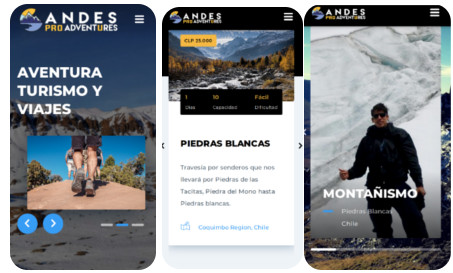 ANDES
PRO ADVENTURES
AVENTURA
TURISMO Y
VIAJES
ANDES
PRO ADVENTURES
CLP 25.000
1
10
Fácil
Días
Capacidad
Dificultad
PIEDRAS BLANCAS
Travesía por senderos que nos
llevará por Piedras de las
Tacitas, Piedra del Mono hasta
Piedras blancas.
Coquimbo Region, Chile
ANDES
PRO ADVENTURES
MONTAÑISMO
Piedras Blancas
Chile